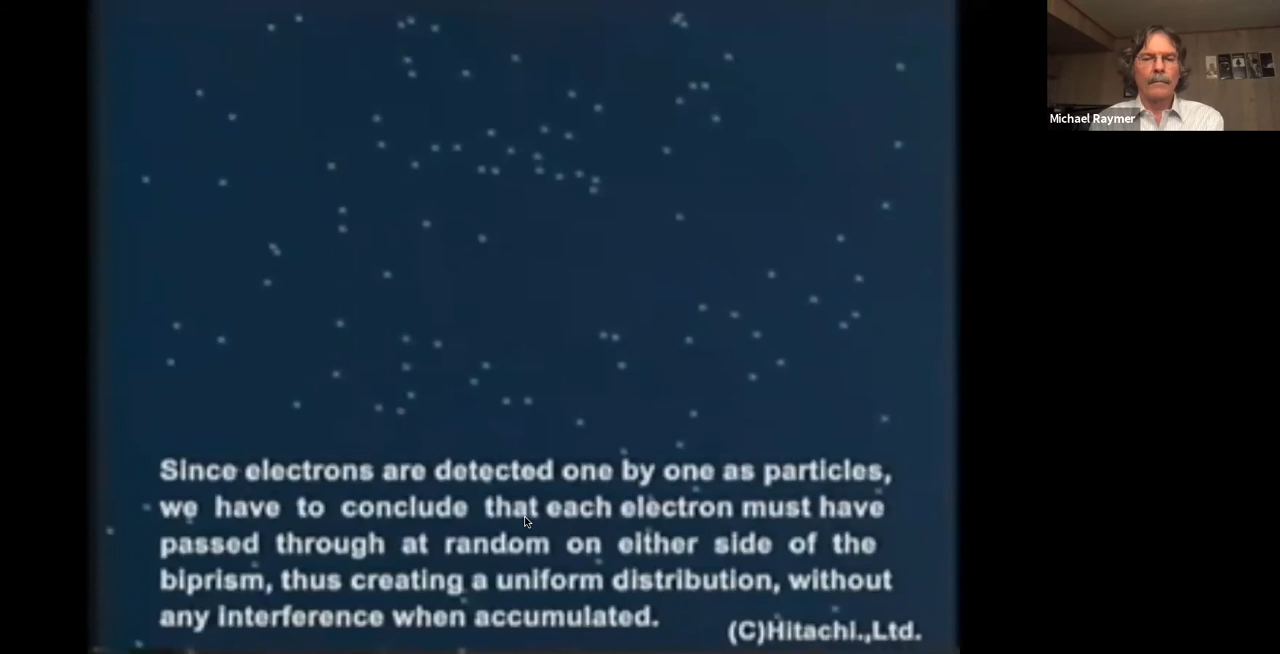 Michael Raymer
Since electrons are detected one by one as particles,
we have to conclude that each electron must have
passed through at random on either side of the
biprism, thus creating a uniform distribution, without
any interference when accumulated.
(C)Hitachi.,Ltd.